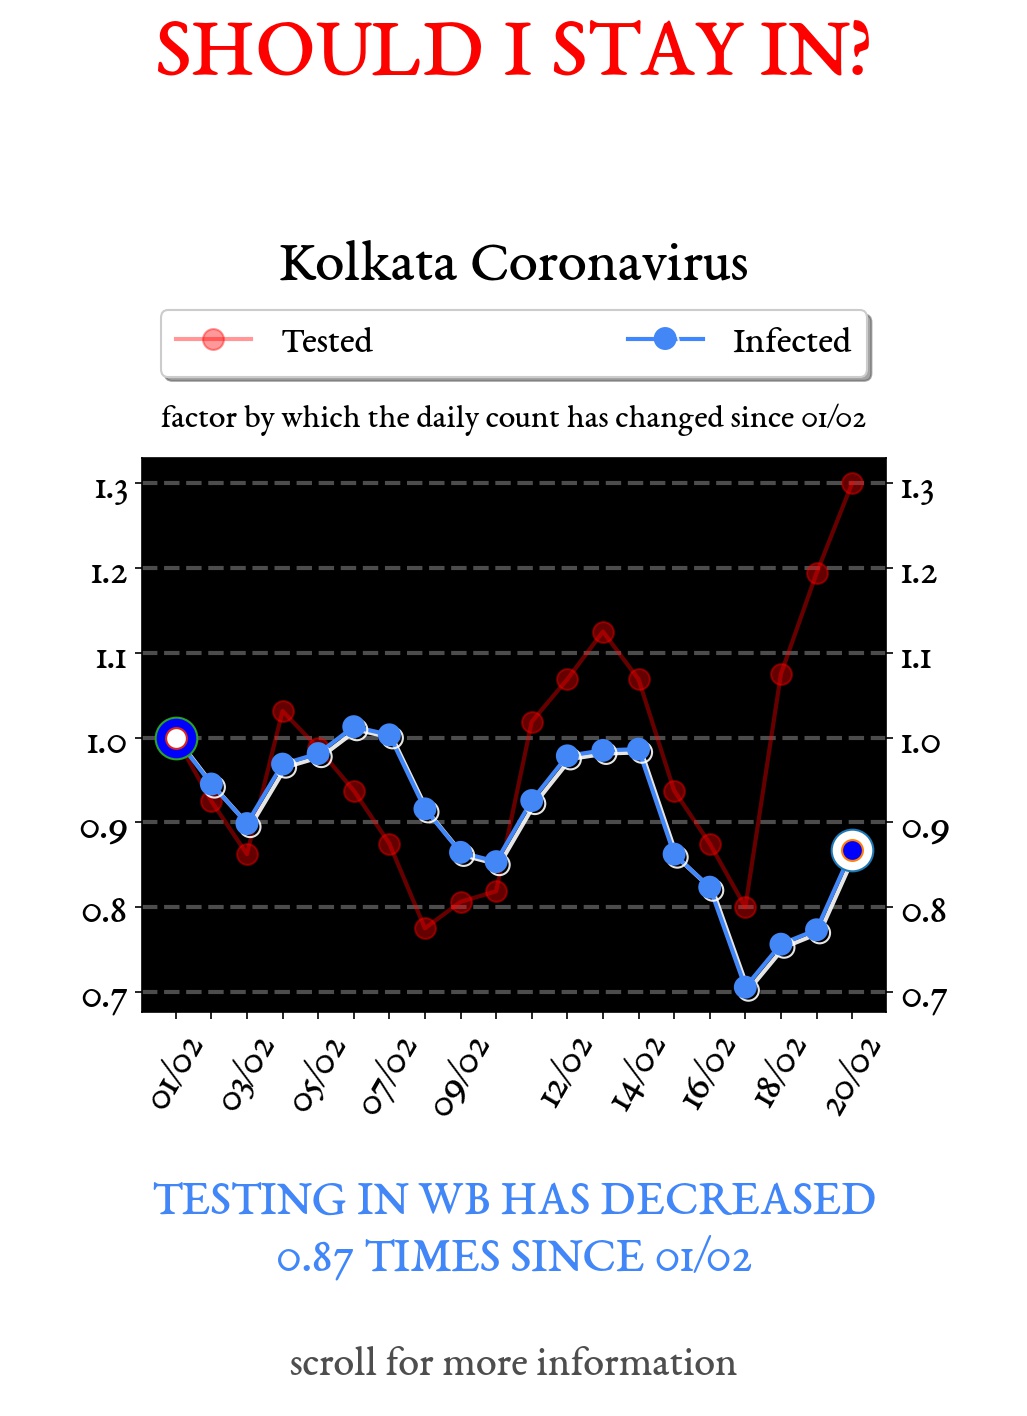 SHOULD I STAY IN?
Kolkata Coronavirus
Tested Infected
factor by which the daily count has changed since 01/02
1.3 1.3
1.2 1.2
1.1 1.1
1.0 1.0
0.9 0.9
0.8 0.8
0.7 0.7
01/02 03/02 05/02 07/02 09/02 12/02 14/02 16/02 18/02 20/02
TESTING IN WB HAS DECREASED
0.87 TIMES SINCE 01/02
scroll for more information